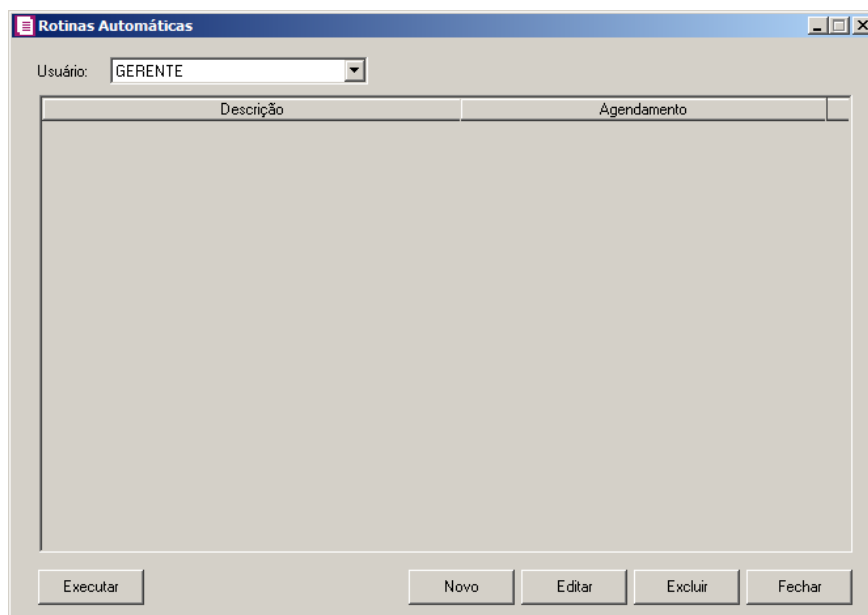 Rotinas Automáticas
Usuário: GERENTE
Descrição Agendamento
Executar Novo Editar Excluir Fechar